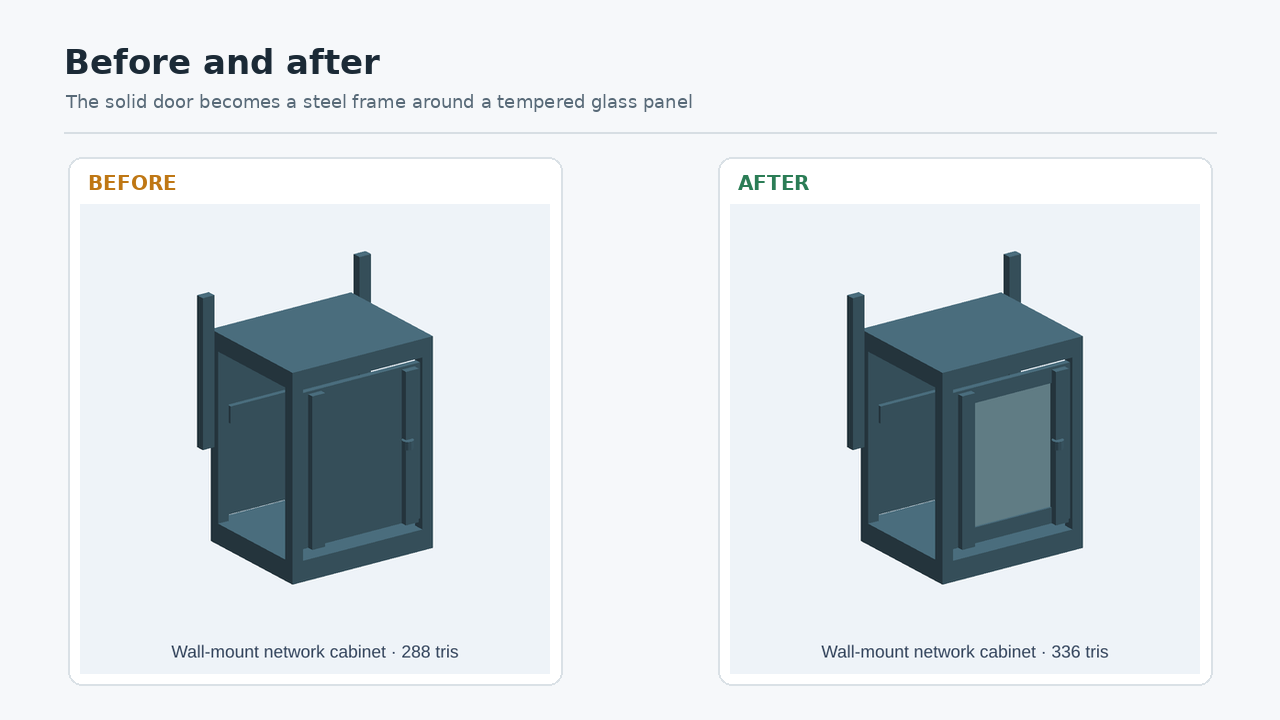 Before and after
The solid door becomes a steel frame around a tempered glass panel
BEFORE
Wall-mount network cabinet · 288 tris
AFTER
Wall-mount network cabinet · 336 tris